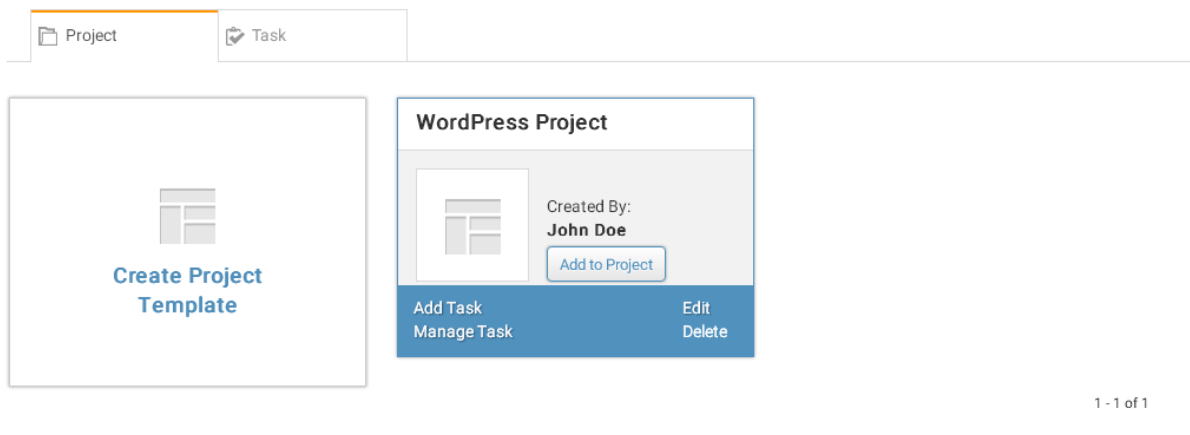 Project
Task
Create Project
Template
WordPress Project
Created By:
John Doe
Add to Project
Add Task
Edit
Manage Task
Delete
1 - 1 of 1